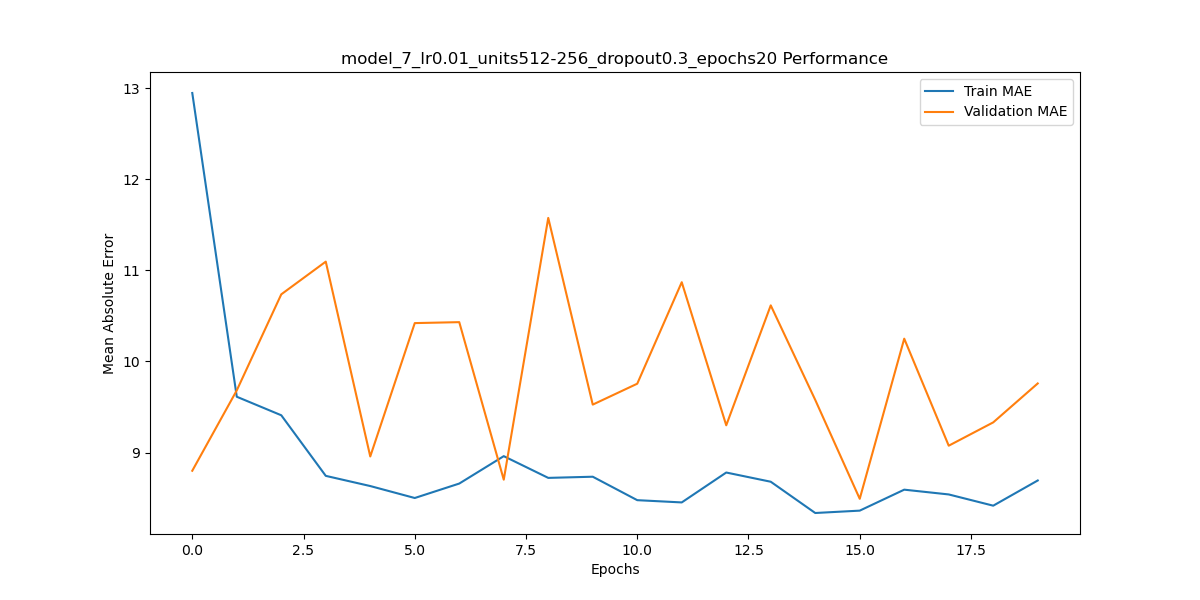 model_7_lr0.01_units512-256_dropout0.3_epochs20 Performance
Train MAE
Validation MAE
13
12
11
10
9
Mean Absolute Error
0.0 2.5 5.0 7.5 10.0 12.5 15.0 17.5
Epochs